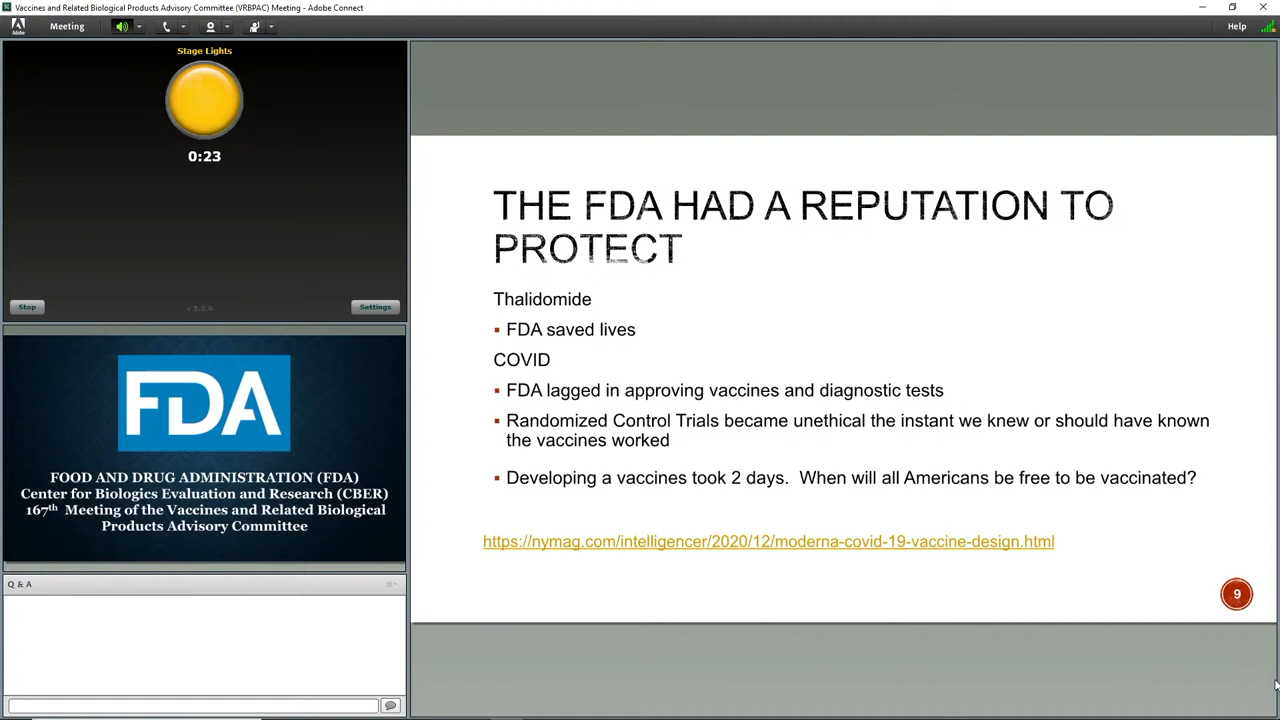 Vaccines and Related Biological Products Advisory Committee (VRBPAC) Meeting - Adobe Connect
Adobe
Meeting
Help
Stage Lights
0:23
Stop
v 5.0.0
Settings
FDA
FOOD AND DRUG ADMINISTRATION (FDA)
Center for Biologics Evaluation and Research (CBER)
167th Meeting of the Vaccines and Related Biological
Products Advisory Committee
Q & A
THE FDA HAD A REPUTATION TO
PROTECT
Thalidomide
▪ FDA saved lives
COVID
▪ FDA lagged in approving vaccines and diagnostic tests
▪ Randomized Control Trials became unethical the instant we knew or should have known
the vaccines worked
▪ Developing a vaccines took 2 days. When will all Americans be free to be vaccinated?
https://nymag.com/intelligencer/2020/12/moderna-covid-19-vaccine-design.html
9